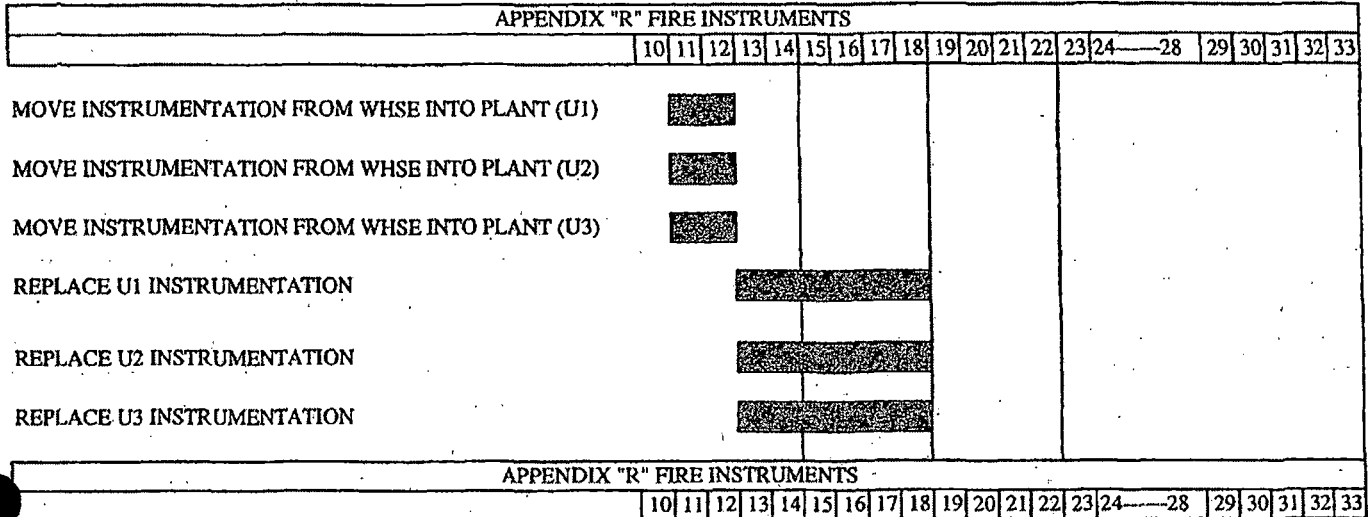 APPENDIX "R" FIRE INSTRUMENTS
10 11 12 13 14 15 16 17 18 19 20 21 22 23 24------28 29 30 31 32 33
MOVE INSTRUMENTATION FROM WHSE INTO PLANT (U1)
MOVE INSTRUMENTATION FROM WHSE INTO PLANT (U2)
MOVE INSTRUMENTATION FROM WHSE INTO PLANT (U3)
REPLACE U1 INSTRUMENTATION
REPLACE U2 INSTRUMENTATION
REPLACE U3 INSTRUMENTATION
APPENDIX "R" FIRE INSTRUMENTS
10 11 12 13 14 15 16 17 18 19 20 21 22 23 24------28 29 30 31 32 33